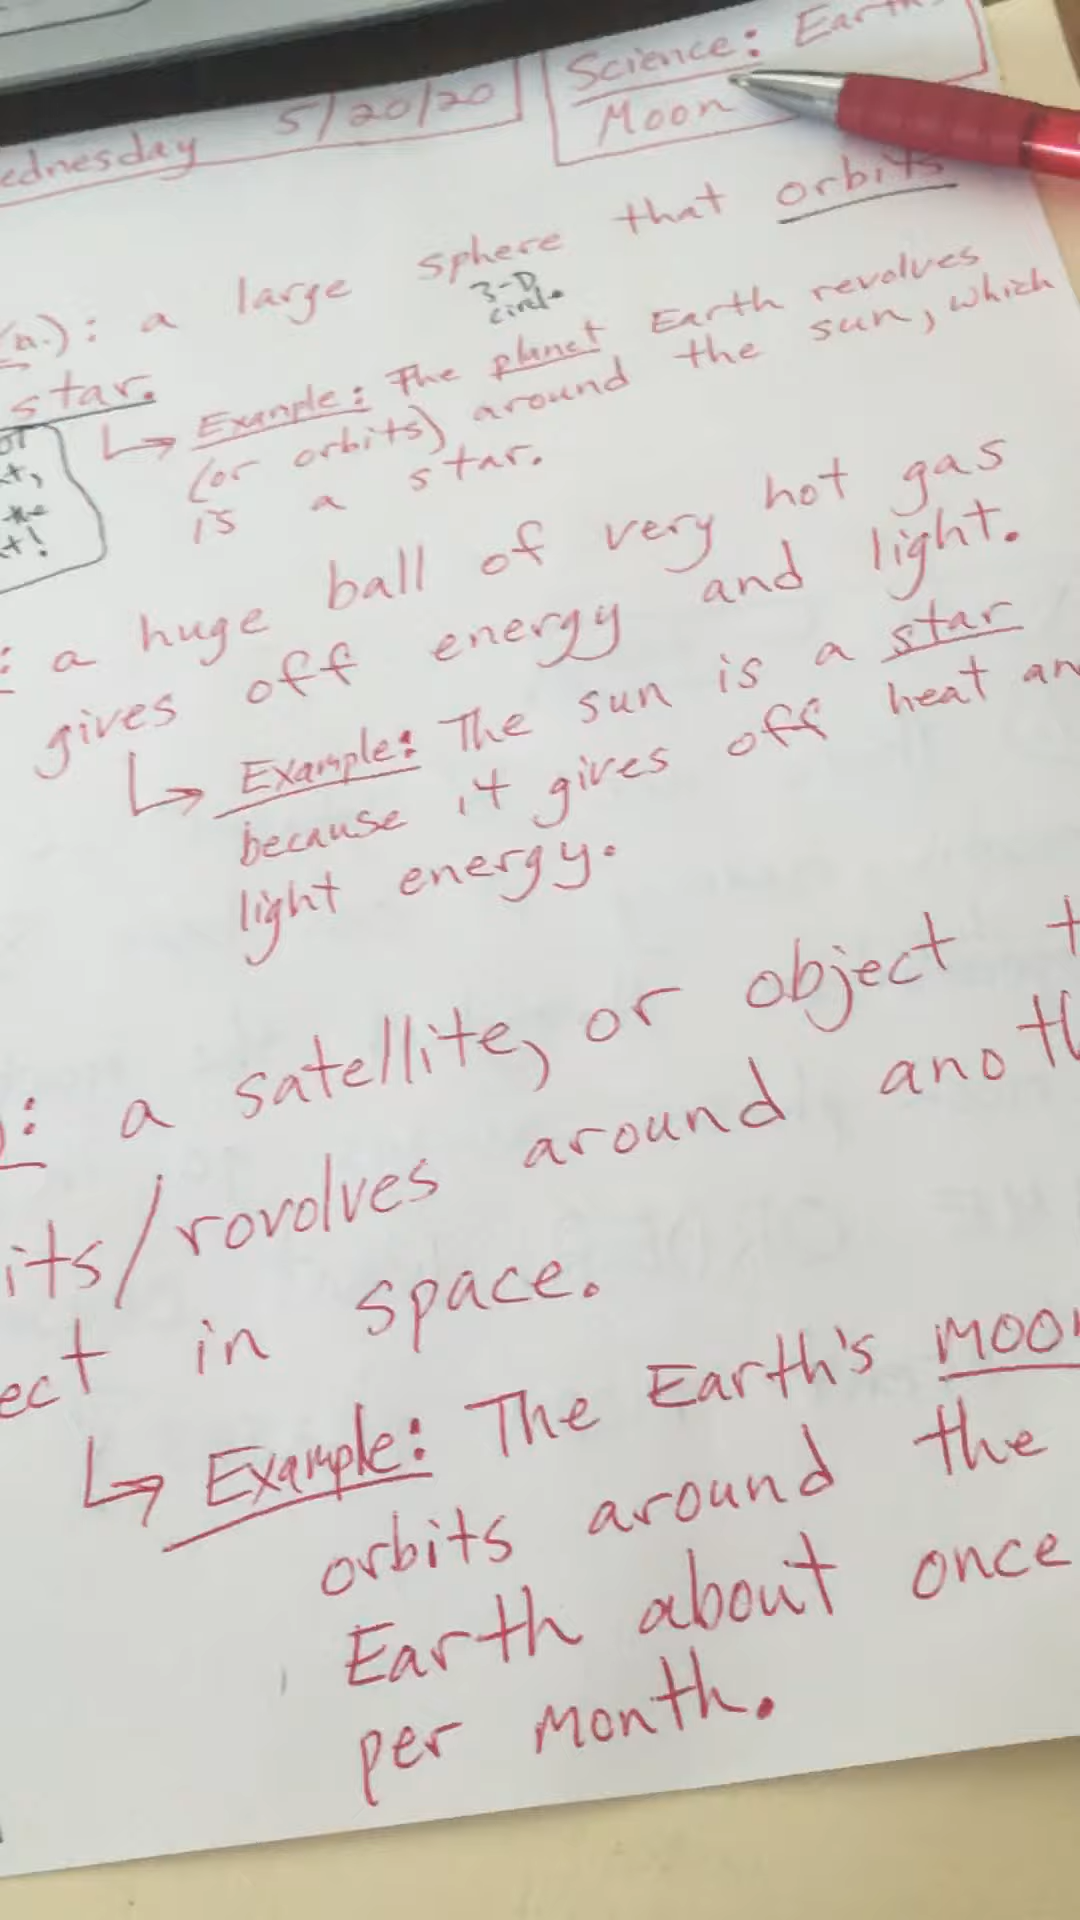 ednesday 5/20/20
Science: Earth
Moon
(n.): a large sphere that orbits
3-D
circle
star.
Example: The planet Earth revolves
(or orbits) around the sun, which
is a star.
t,
the
t!
: a huge ball of very hot gas
gives off energy and light.
Example: The sun is a star
because it gives off heat an
light energy.
): a satellite, or object t
its/rovolves around anoth
ect in space.
Example: The Earth's moon
orbits around the
Earth about once
per month.